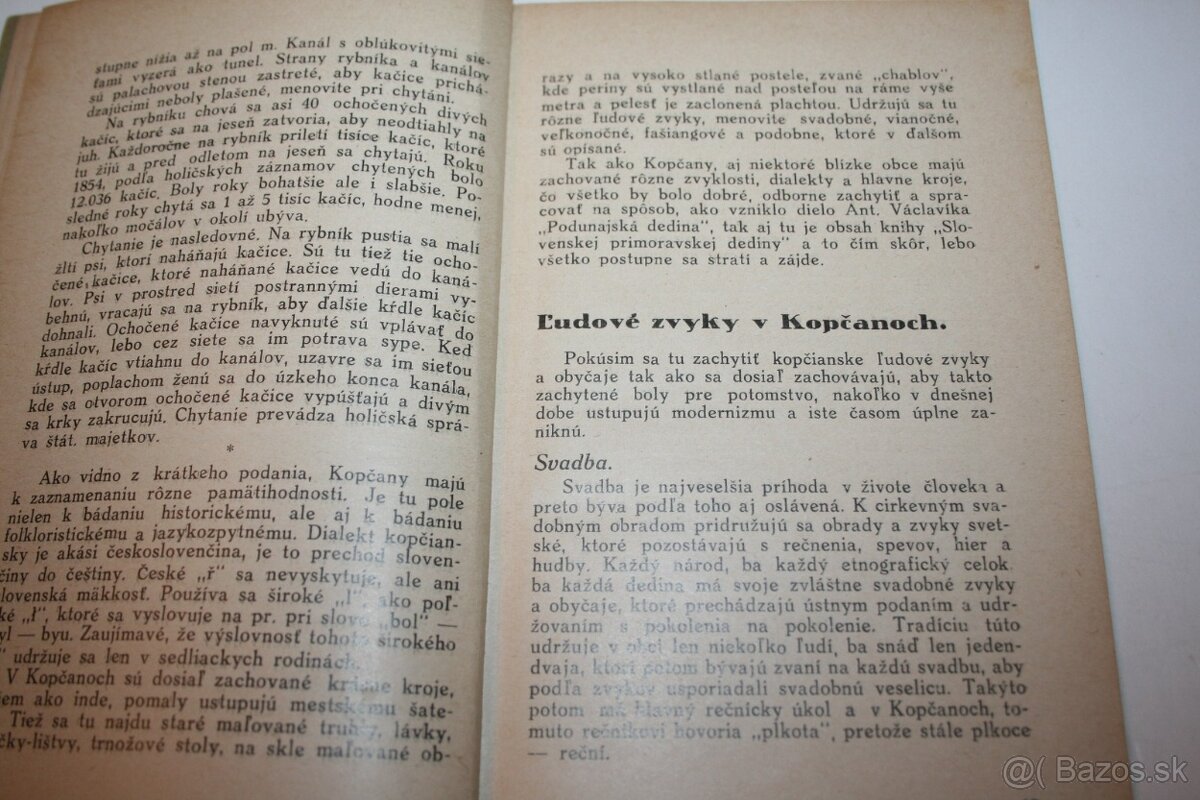 stupne nížia až na pol m. Kanál s oblúkovitými sie-
ťami vyzerá ako tunel. Strany rybníka a kanálov
sú palachovou stenou zastreté, aby kačice prichá-
dzajúcimi neboly plašené, menovite pri chytání.
Na rybníku chová sa asi 40 ochočených divých
kačíc, ktoré sa na jeseň zatvoria, aby neodtiahly na
juh. Každoročne na rybník priletí tisíce kačíc, ktoré
tu žijú a pred odletom na jeseň sa chytajú. Roku
1854, podľa holičských záznamov chytených bolo
12.036 kačíc. Boly roky bohatšie ale i slabšie. Po-
sledné roky chytá sa 1 až 5 tisíc kačíc, hodne menej,
nakoľko močálov v okolí ubýva.
Chytanie je nasledovné. Na rybník pustia sa malí
žltí psi, ktorí naháňajú kačice. Sú tu tiež tie ocho-
čené kačice, ktoré naháňané kačice vedú do kaná-
lov. Psi v prostred sietí postrannými dierami vy-
behnú, vracajú sa na rybník, aby ďalšie kŕdle kačíc
dohnali. Ochočené kačice navyknuté sú vplávať do
kanálov, lebo cez siete sa im potrava sype. Keď
kŕdle kačíc vtiahnu do kanálov, uzavre sa im sieťou
ústup, poplachom ženú sa do úzkeho konca kanála,
kde sa otvorom ochočené kačice vypúšťajú a divým
sa krky zakrucujú. Chytanie prevádza holičská sprá-
va štát. majetkov.
*
Ako vidno z krátkeho podania, Kopčany majú
k zaznamenaniu rôzne pamätihodnosti. Je tu pole
nielen k bádaniu historickému, ale aj k bádaniu
folkloristickému a jazykozpytnému. Dialekt kopčian-
sky je akási československá, je to prechod sloven-
činy do češtiny. České „ř" sa nevyskytuje, ale ani
slovenská mäkkosť. Používa sa široké „l", ako poľ-
ké „ł", ktoré sa vyslovuje na pr. pri slove „bol" —
yl — byu. Zaujímavé, že výslovnosť tohoto širokého
" udržuje sa len v sedliackych rodinách.
V Kopčanoch sú dosiaľ zachované krásne kroje,
jem ako inde, pomaly ustupujú mestskému šate-
Tiež sa tu najdu staré maľované truhly, lávky,
čky-lištvy, trnožové stoly, na skle maľované ob-
razy a na vysoko stlané postele, zvané „chablov",
kde periny sú vystlané nad posteľou na ráme vyše
metra a pelesť je zaclonená plachtou. Udržujú sa tu
rôzne ľudové zvyky, menovite svadobné, vianočné,
veľkonočné, fašiangové a podobne, ktoré v ďalšom
sú opísané.
Tak ako Kopčany, aj niektoré blízke obce majú
zachované rôzne zvyklosti, dialekty a hlavne kroje,
čo všetko by bolo dobré, odborne zachytiť a spra-
covať na spôsob, ako vzniklo dielo Ant. Václavíka
„Podunajská dedina", tak aj tu je obsah knihy „Slo-
venskej primoravskej dediny" a to čím skôr, lebo
všetko postupne sa stratí a zájde.
Ľudové zvyky v Kopčanoch.
Pokúsim sa tu zachytiť kopčianske ľudové zvyky
a obyčaje tak ako sa dosiaľ zachovávajú, aby takto
zachytené boly pre potomstvo, nakoľko v dnešnej
dobe ustupujú modernizmu a iste časom úplne za-
niknú.
Svadba.
Svadba je najveselšia príhoda v živote človeka a
preto býva podľa toho aj oslávená. K cirkevným sva-
dobným obradom pridružujú sa obrady a zvyky svet-
ské, ktoré pozostávajú s rečnenia, spevov, hier a
hudby. Každý národ, ba každý etnografický celok
ba každá dedina má svoje zvláštne svadobné zvyky
a obyčaje, ktoré prechádzajú ústnym podaním a udr-
žovaním s pokolenia na pokolenie. Tradíciu túto
udržuje v obci len niekoľko ľudí, ba snáď len jeden-
dvaja, ktorí potom bývajú zvaní na každú svadbu, aby
podľa zvykov usporiadali svadobnú veselicu. Takýto
potom má hlavný rečnícky úkol a v Kopčanoch, to-
muto rečníkovi hovoria „plkota", pretože stále plkoce
— reční.
@( Bazos.sk